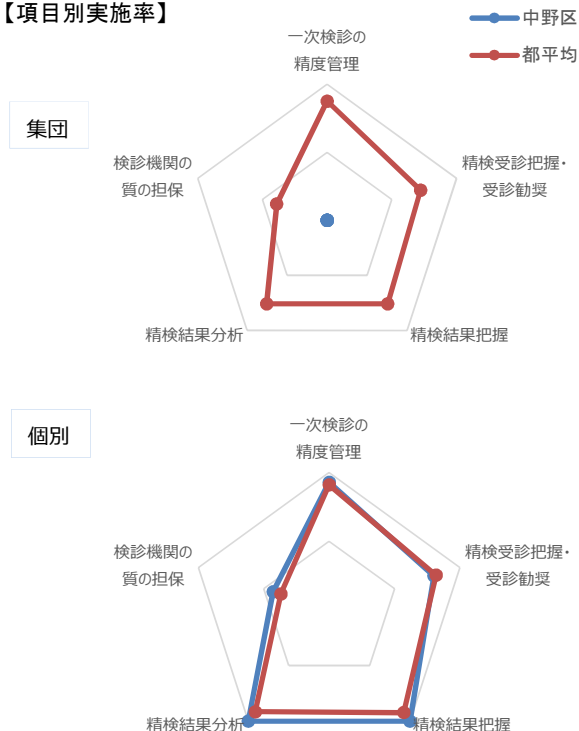 【項目別実施率】
中野区
都平均
集団
一次検診の
精度管理
検診機関の
質の担保
精検受診把握・
受診勧奨
精検結果分析
精検結果把握
個別
一次検診の
精度管理
検診機関の
質の担保
精検受診把握・
受診勧奨
精検結果分析
精検結果把握